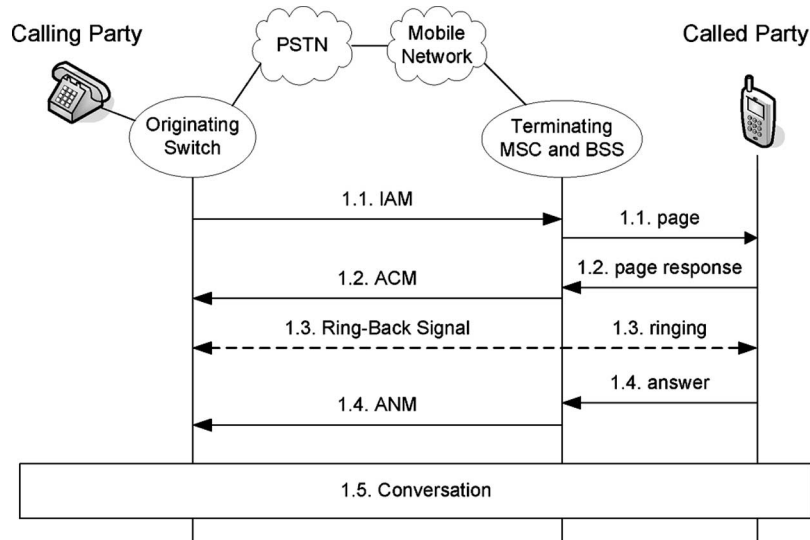 Calling Party
PSTN
Mobile
Network
Called Party
Originating
Switch
Terminating
MSC and BSS
1.1. IAM
1.1. page
1.2. page response
1.2. ACM
1.3. Ring-Back Signal
1.3. ringing
1.4. answer
1.4. ANM
1.5. Conversation